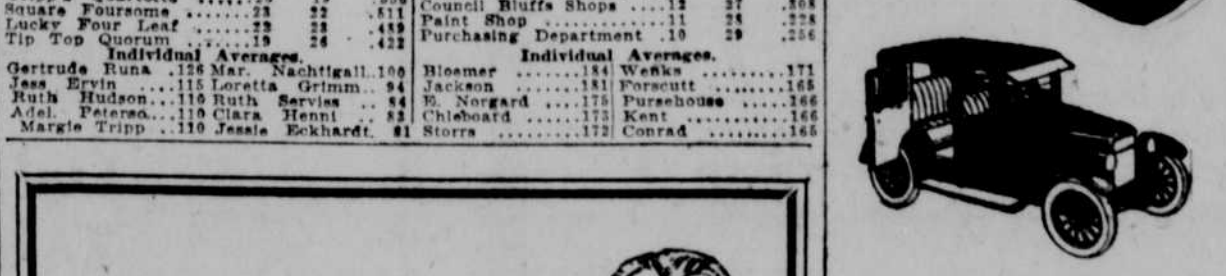 Square Foursome .......23 22 .511
Lucky Four Leaf .......22 23 .489
Tip Top Quorum .......19 26 .422
Individual Averages.
Gertrude Runa .126 Mar. Nachtigall..100
Jess Ervin ....115 Loretta Grimm.. 94
Ruth Hudson...110 Ruth Serviss .. 84
Adel. Peterso...110 Clara Henni .. 83
Margie Tripp ..110 Jessie Eckhardt. 81
Council Bluffs Shops ....12 27 .308
Paint Shop ..........11 28
Purchasing Department .10 29 .256
Individual Averages.
Bloemer .......184 Wenks .........171
Jackson .......181 Forscutt .......165
E. Norgard ....175 Pursehouse ....166
Chleboard .....173 Kent ..........166
Storrs .........172 Conrad ........165